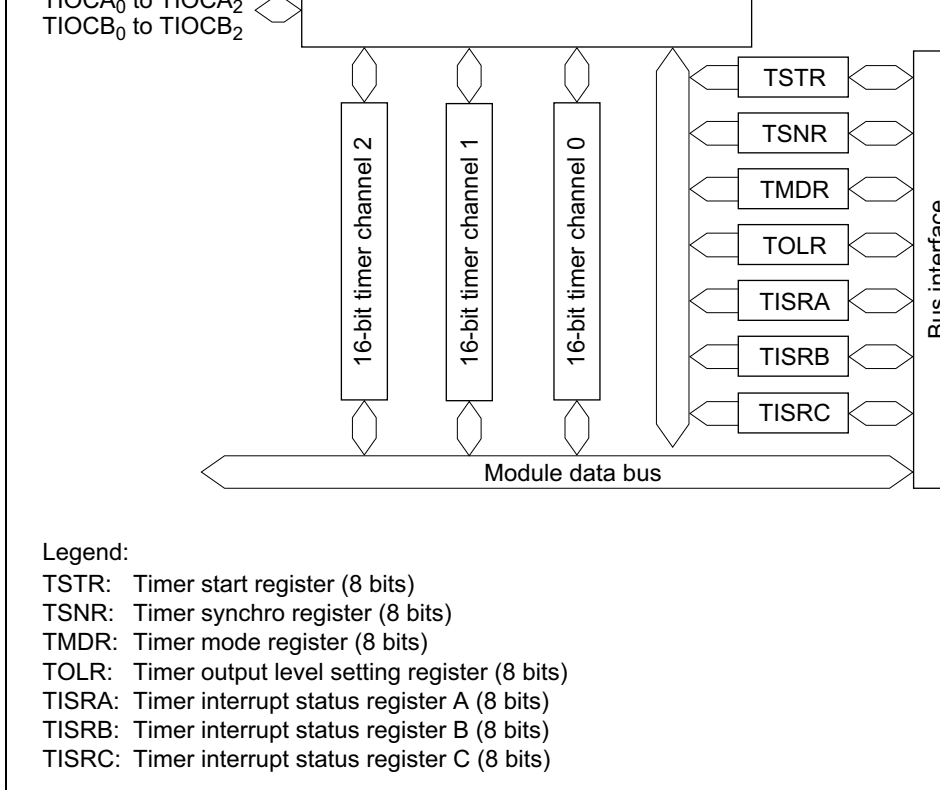 TIOCA0 to TIOCA2
TIOCB0 to TIOCB2
TSTR
TSNR
TMDR
TOLR
TISRA
TISRB
TISRC
16-bit timer channel 2
16-bit timer channel 1
16-bit timer channel 0
Bus interface
Module data bus
Legend:
TSTR: Timer start register (8 bits)
TSNR: Timer synchro register (8 bits)
TMDR: Timer mode register (8 bits)
TOLR: Timer output level setting register (8 bits)
TISRA: Timer interrupt status register A (8 bits)
TISRB: Timer interrupt status register B (8 bits)
TISRC: Timer interrupt status register C (8 bits)